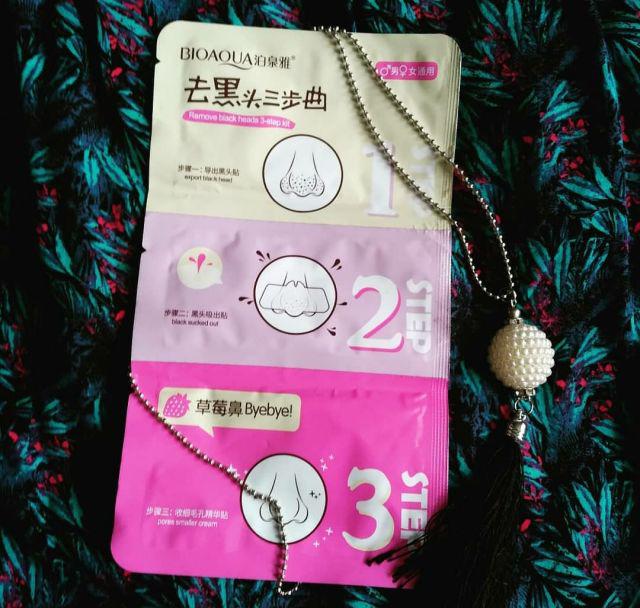 BIOAQUA泊泉雅®
♂男♀女通用
去黑头三步曲
Remove black heads 3-step kit
步骤一:导出黑头贴
export black head
STEP
1
步骤二:黑头吸出贴
black sucked out
STEP
2
草莓鼻Byebye!
步骤三:收细毛孔精华贴
pores smaller cream
STEP
3